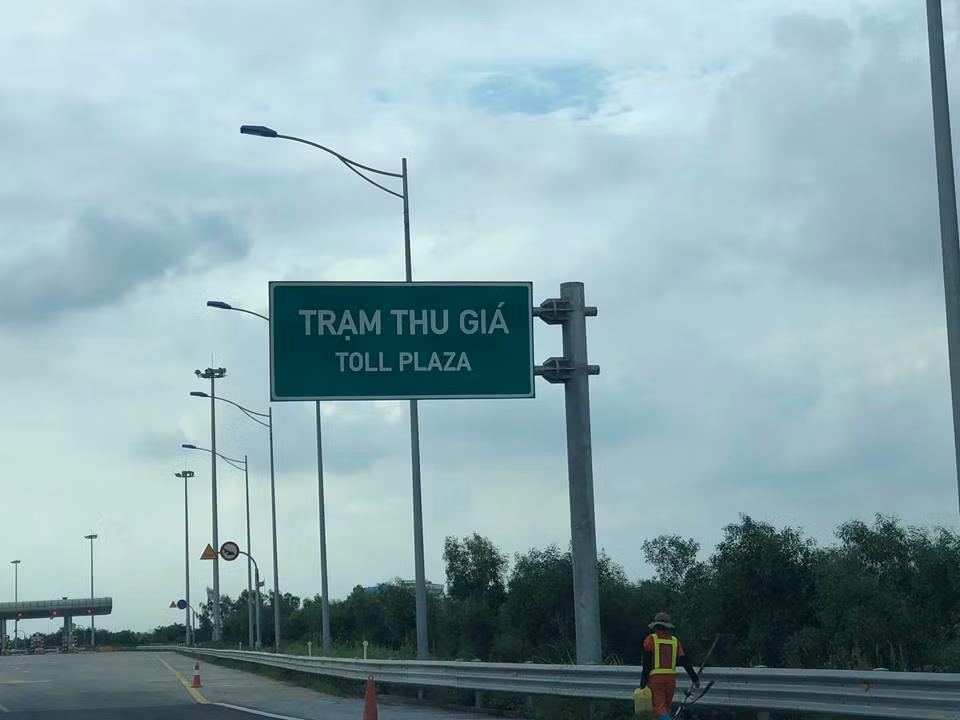 TRẠM THU GIÁ
TOLL PLAZA